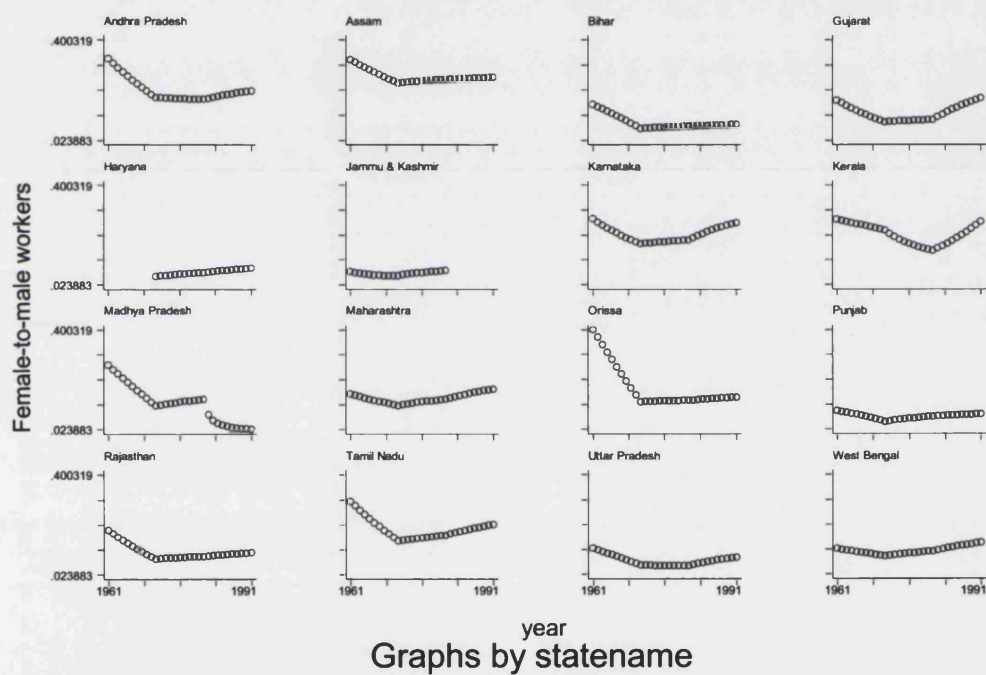 Andhra Pradesh Assam Bihar Gujarat
.400319
.023883
Haryana Jammu & Kashmir Karnataka Kerala
.400319
.023883
Madhya Pradesh Maharashtra Orissa Punjab
.400319
.023883
Rajasthan Tamil Nadu Uttar Pradesh West Bengal
.400319
.023883
1961 1991 1961 1991 1961 1991 1961 1991
Female-to-male workers
year
Graphs by statename